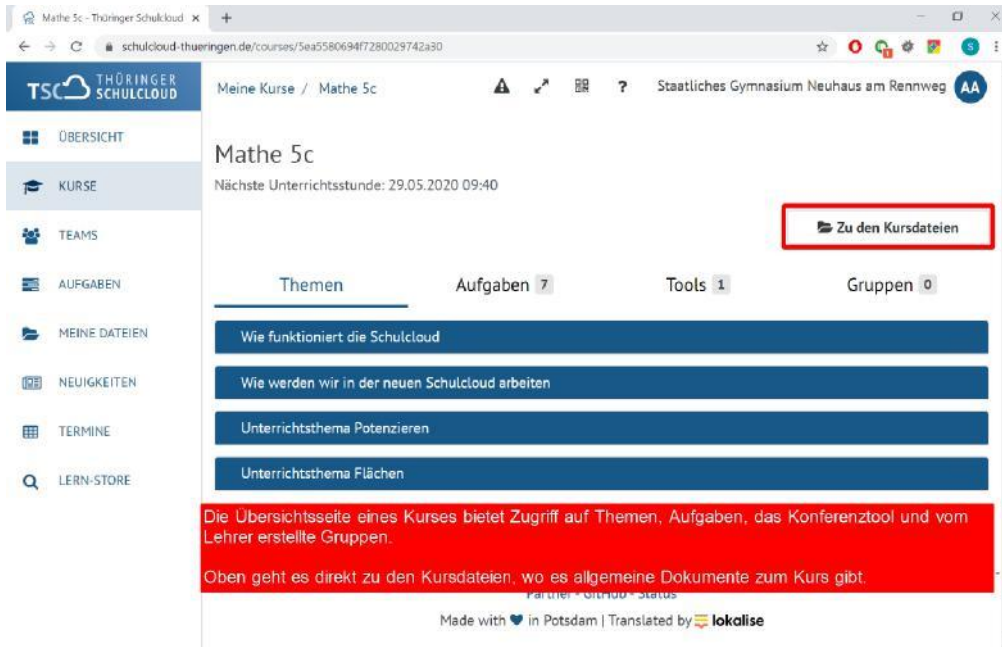 Mathe 5c - Thüringer Schulcloud
schulcloud-thueringen.de/courses/5ea5580694f7280029742a30
S
TSC THÜRINGER SCHULCLOUD
Meine Kurse / Mathe 5c
?
Staatliches Gymnasium Neuhaus am Rennweg
AA
ÜBERSICHT
KURSE
TEAMS
AUFGABEN
MEINE DATEIEN
NEUIGKEITEN
TERMINE
LERN-STORE
Mathe 5c
Nächste Unterrichtsstunde: 29.05.2020 09:40
Zu den Kursdateien
Themen Aufgaben 7 Tools 1 Gruppen 0
Wie funktioniert die Schulcloud
Wie werden wir in der neuen Schulcloud arbeiten
Unterrichtsthema Potenzieren
Unterrichtsthema Flächen
Die Übersichtsseite eines Kurses bietet Zugriff auf Themen, Aufgaben, das Konferenztool und vom
Lehrer erstellte Gruppen.
Oben geht es direkt zu den Kursdateien, wo es allgemeine Dokumente zum Kurs gibt.
Partner - GitHub - Status
Made with in Potsdam | Translated by lokalise